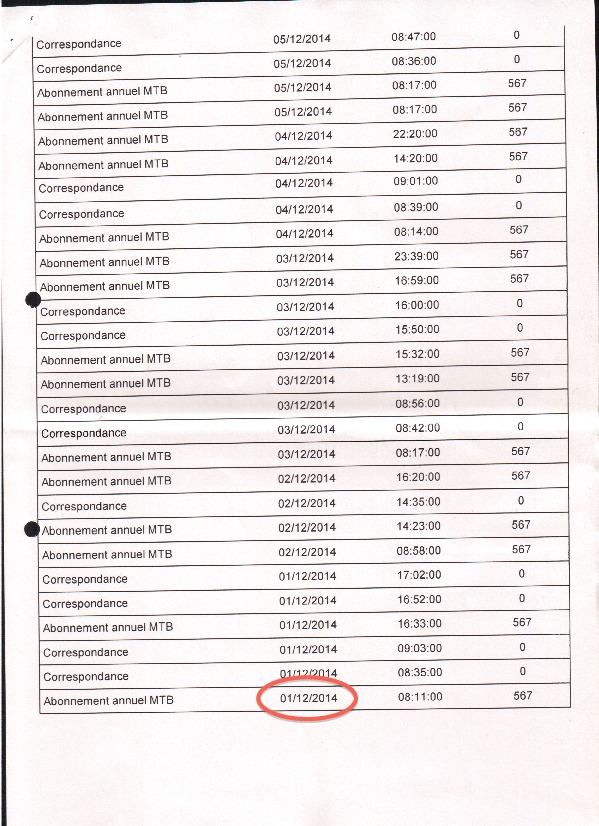 Correspondance 05/12/2014 08:47:00 0
Correspondance 05/12/2014 08:36:00 0
Abonnement annuel MTB 05/12/2014 08:17:00 567
Abonnement annuel MTB 05/12/2014 08:17:00 567
Abonnement annuel MTB 04/12/2014 22:20:00 567
Abonnement annuel MTB 04/12/2014 14:20:00 567
Correspondance 04/12/2014 09:01:00 0
Correspondance 04/12/2014 08:39:00 0
Abonnement annuel MTB 04/12/2014 08:14:00 567
Abonnement annuel MTB 03/12/2014 23:39:00 567
Abonnement annuel MTB 03/12/2014 16:59:00 567
Correspondance 03/12/2014 16:00:00 0
Correspondance 03/12/2014 15:50:00 0
Abonnement annuel MTB 03/12/2014 15:32:00 567
Abonnement annuel MTB 03/12/2014 13:19:00 567
Correspondance 03/12/2014 08:56:00 0
Correspondance 03/12/2014 08:42:00 0
Abonnement annuel MTB 03/12/2014 08:17:00 567
Abonnement annuel MTB 02/12/2014 16:20:00 567
Correspondance 02/12/2014 14:35:00 0
Abonnement annuel MTB 02/12/2014 14:23:00 567
Abonnement annuel MTB 02/12/2014 08:58:00 567
Correspondance 01/12/2014 17:02:00 0
Correspondance 01/12/2014 16:52:00 0
Abonnement annuel MTB 01/12/2014 16:33:00 567
Correspondance 01/12/2014 09:03:00 0
Correspondance 01/12/2014 08:35:00 0
Abonnement annuel MTB 01/12/2014 08:11:00 567